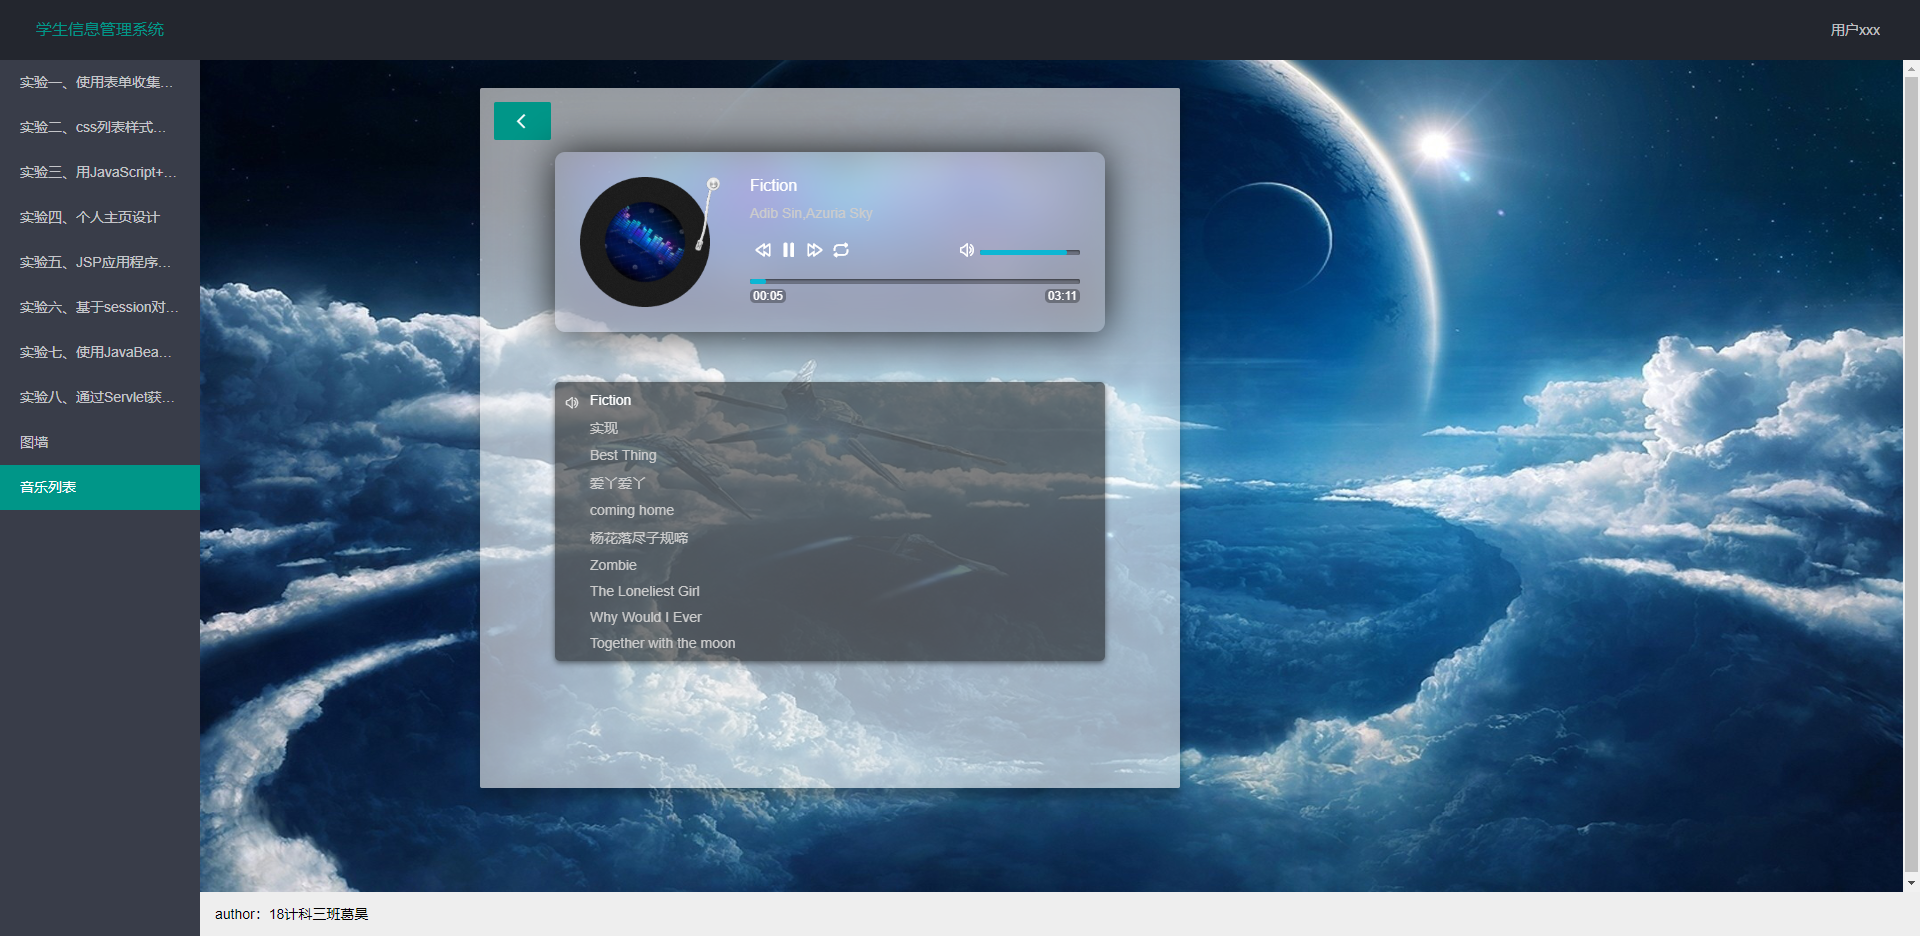 学生信息管理系统
用户xxx
实验一、使用表单收集...
实验二、css列表样式...
实验三、用JavaScript+...
实验四、个人主页设计
实验五、JSP应用程序...
实验六、基于session对...
实验七、使用JavaBea...
实验八、通过Servlet获...
图墙
音乐列表
Fiction
Adib Sin,Azuria Sky
00:05
03:11
Fiction
实现
Best Thing
爱丫爱丫
coming home
杨花落尽子规啼
Zombie
The Loneliest Girl
Why Would I Ever
Together with the moon
author：18计科三班葛昊